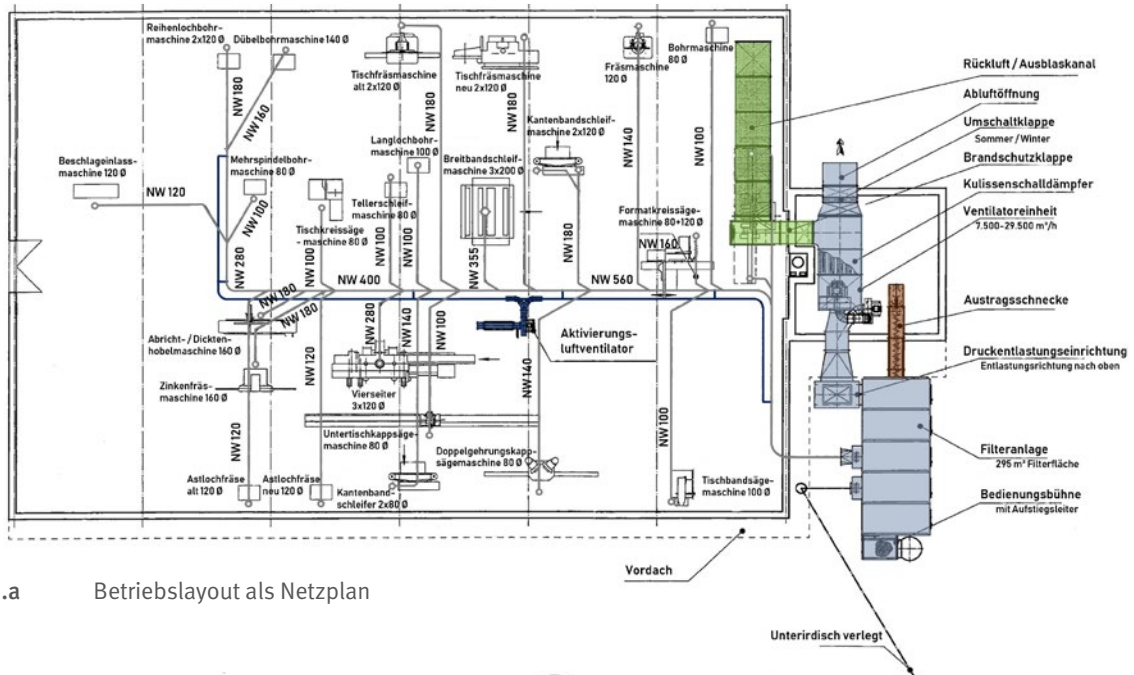 Reihenlochbohr-
maschine 2x120 Ø
Dübelbohrmaschine 140 Ø
NW 180
NW 160
Tischfräsmaschine
alt 2x120 Ø
NW 180
Tischfräsmaschine
neu 2x120 Ø
NW 180
Fräsmaschine
120 Ø
NW 140
Bohrmaschine
80 Ø
NW 100
Beschlageinlass-
maschine 120 Ø
NW 120
Mehrspindelbohr-
maschine 80 Ø
NW 100
NW 280
Tischkreissäge
- maschine 80 Ø
NW 100
Tellerschleif-
maschine 80 Ø
NW 100
Langlochbohr-
maschine 100 Ø
NW 100
Breitbandschleif-
maschine 3x200 Ø
NW 355
Kantenbandschleif-
maschine 2x120 Ø
NW 180
Formatkreissäge-
maschine 80+120 Ø
NW 160
NW 400
NW 560
NW 180
NW 180
Abricht- / Dickten-
hobelmaschine 160 Ø
Zinkenfräs-
maschine 160 Ø
NW 120
NW 120
NW 280
NW 140
NW 100
Vierseiter
3x120 Ø
Untertischkappsäge-
maschine 80 Ø
Aktivierungs-
luftventilator
NW 140
NW 100
Doppelgehrungskapp-
sägemaschine 80 Ø
Astlochfräse
alt 120 Ø
Astlochfräse
neu 120 Ø
Kantenband-
schleifer 2x80 Ø
Tischbandsäge-
maschine 100 Ø
Rückluft / Ausblaskanal
Abluftöffnung
Umschaltklappe
Sommer / Winter
Brandschutzklappe
Kulissenschalldämpfer
Ventilatoreinheit
7.500-29.500 m³/h
Austragsschnecke
Druckentlastungseinrichtung
Entlastungsrichtung nach oben
Filteranlage
295 m² Filterfläche
Bedienungsbühne
mit Aufstiegsleiter
Vordach
Unterirdisch verlegt
.a Betriebslayout als Netzplan